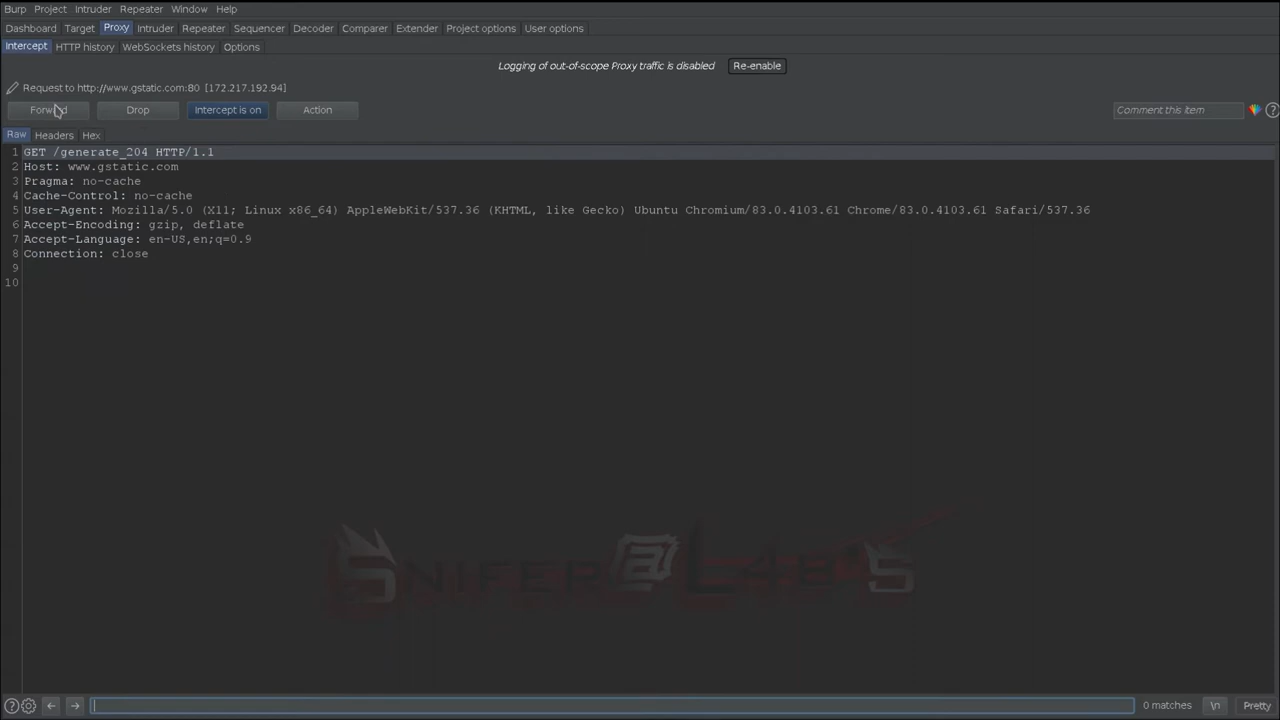 Burp Project Intruder Repeater Window Help
Dashboard Target Proxy Intruder Repeater Sequencer Decoder Comparer Extender Project options User options
Intercept HTTP history WebSockets history Options
Logging of out-of-scope Proxy traffic is disabled Re-enable
Request to http://www.gstatic.com:80 [172.217.192.94]
Forward Drop Intercept is on Action Comment this item ?
Raw Headers Hex
1 GET /generate_204 HTTP/1.1
2 Host: www.gstatic.com
3 Pragma: no-cache
4 Cache-Control: no-cache
5 User-Agent: Mozilla/5.0 (X11; Linux x86_64) AppleWebKit/537.36 (KHTML, like Gecko) Ubuntu Chromium/83.0.4103.61 Chrome/83.0.4103.61 Safari/537.36
6 Accept-Encoding: gzip, deflate
7 Accept-Language: en-US,en;q=0.9
8 Connection: close
9
10
SNIFER@L4B'S
? 0 matches \n Pretty